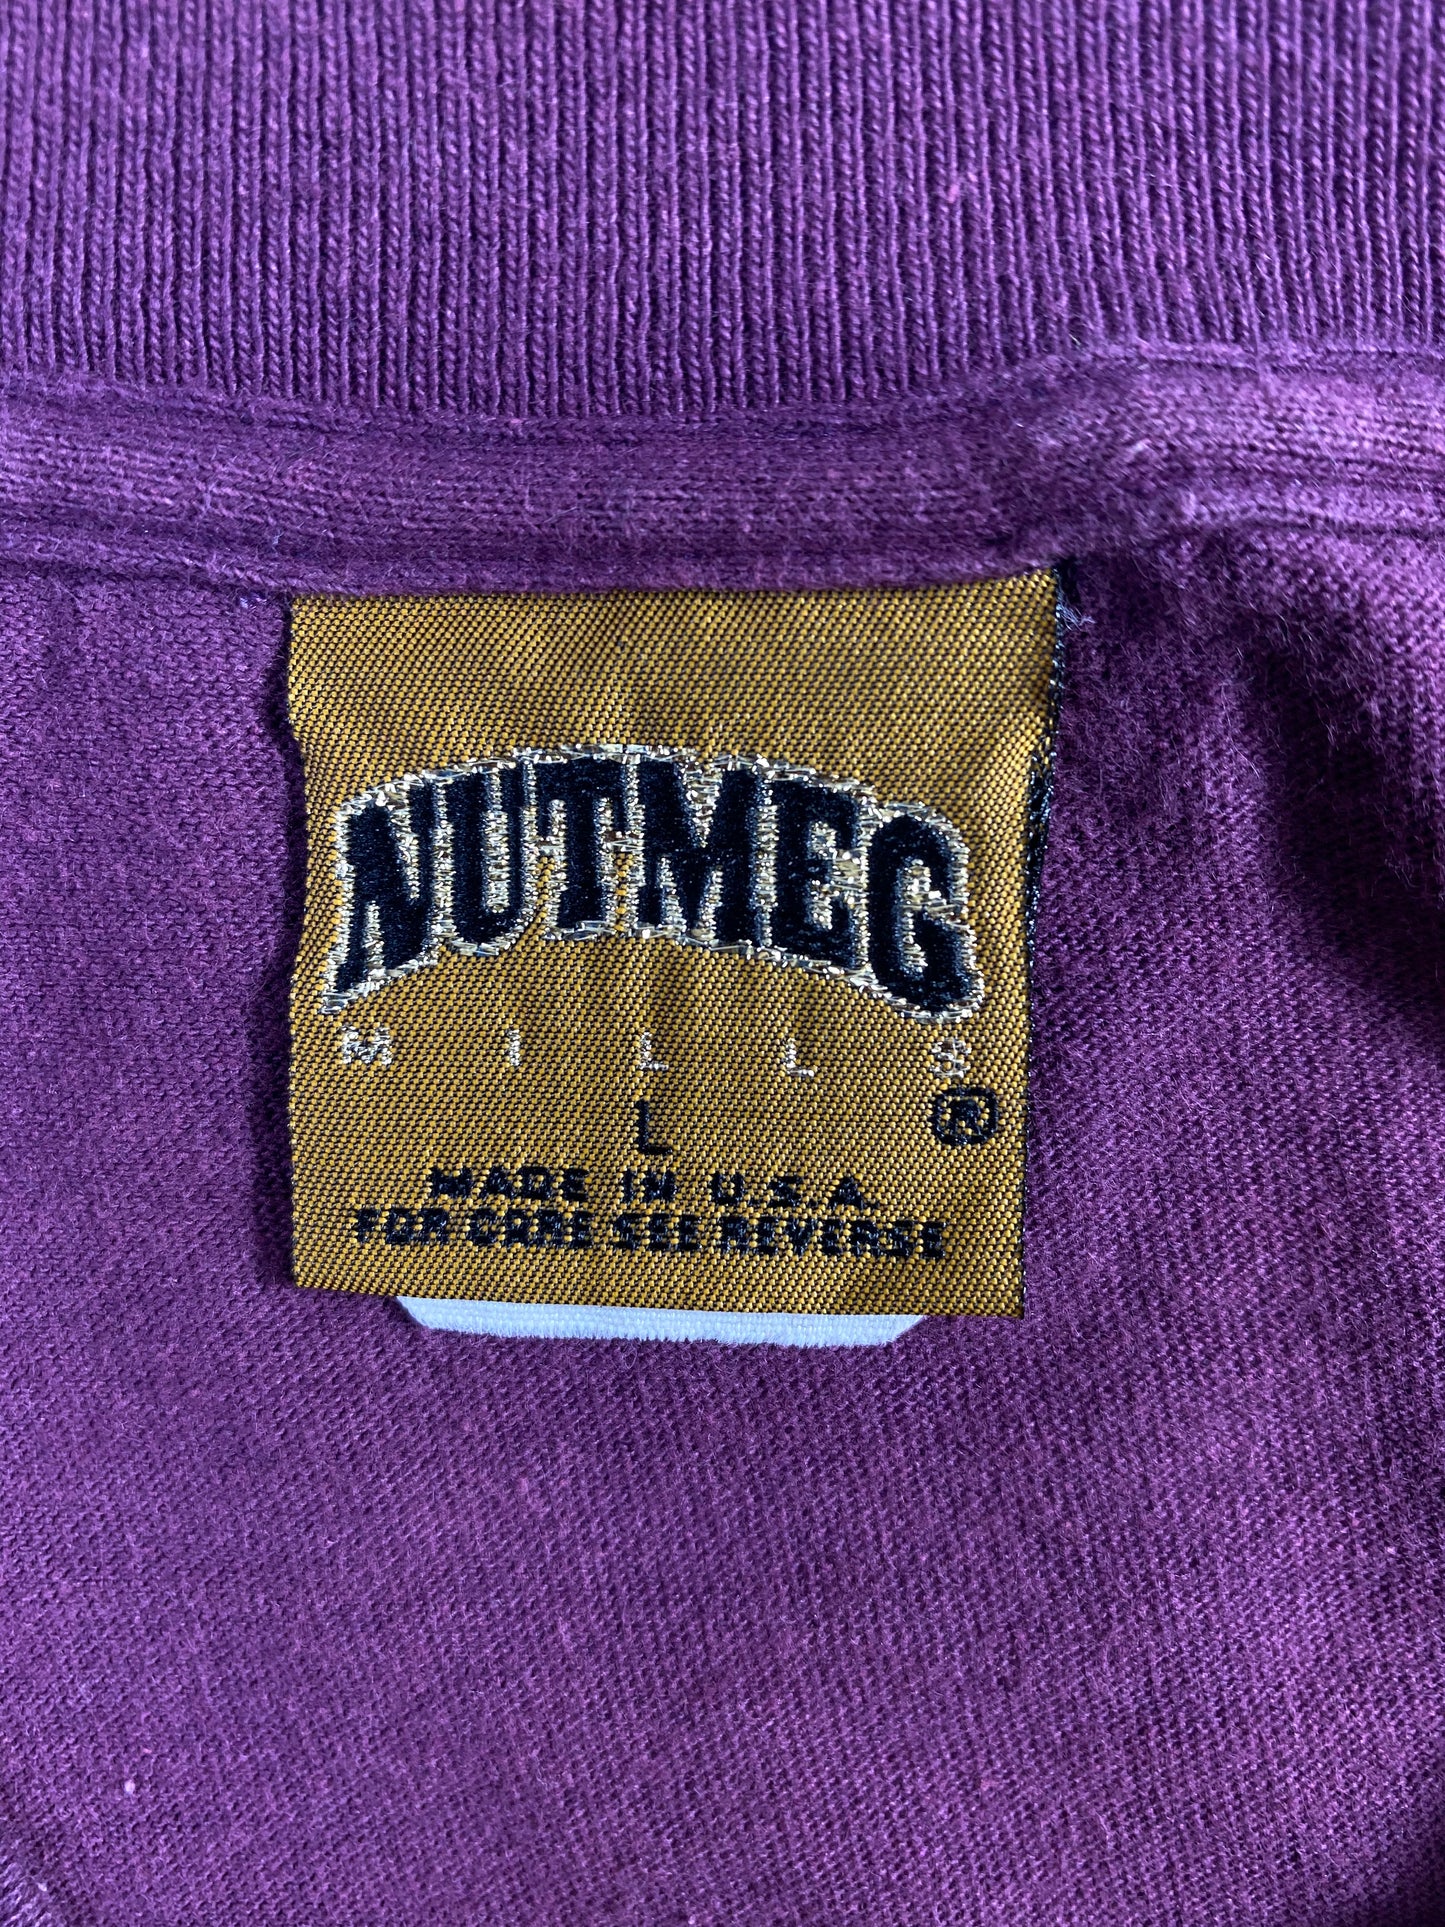 NUTMEG
MILLS
®
L
MADE IN U.S.A.
FOR CARE SEE REVERSE